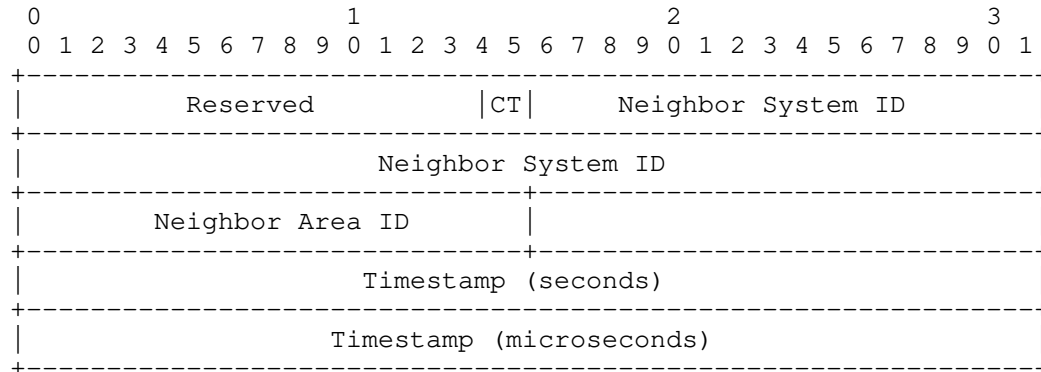 0                   1                   2                   3
0 1 2 3 4 5 6 7 8 9 0 1 2 3 4 5 6 7 8 9 0 1 2 3 4 5 6 7 8 9 0 1
+---------------------------------------------------------------
|          Reserved          |CT|     Neighbor System ID        |
+---------------------------------------------------------------
|                      Neighbor System ID                       |
+-------------------------------+-------------------------------
|        Neighbor Area ID       |                               |
+-------------------------------+-------------------------------
|                     Timestamp (seconds)                       |
+---------------------------------------------------------------
|                   Timestamp (microseconds)                    |
+---------------------------------------------------------------